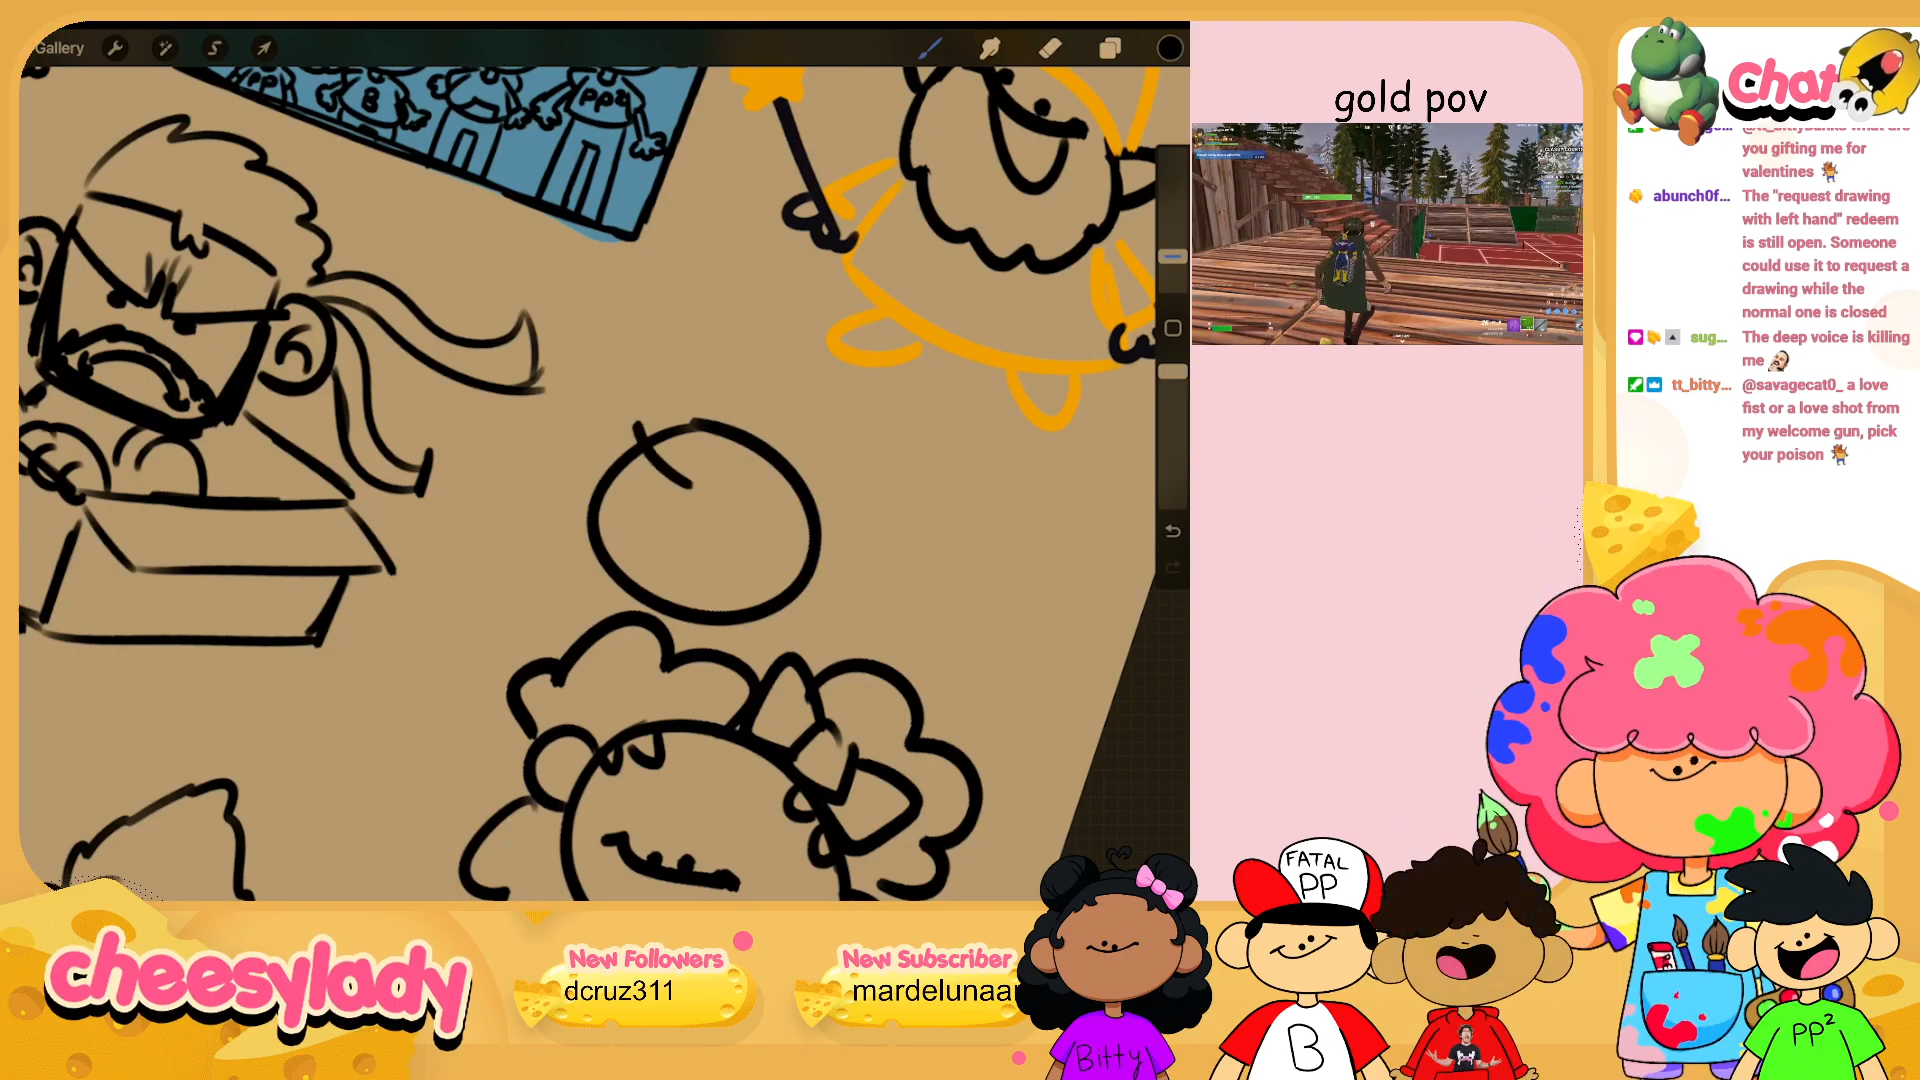 Gallery
PP
B
PP2
gold pov
Chat
you gifting me for
valentines
abunch0f...
The "request drawing
with left hand" redeem
is still open. Someone
could use it to request a
drawing while the
normal one is closed
sug...
The deep voice is killing
me
tt_bitty...
@savagecat0_ a love
fist or a love shot from
my welcome gun, pick
your poison
FATAL
PP
B
Bitty
PP²
cheesylady
New Followers
dcruz311
New Subscriber
mardelunaar